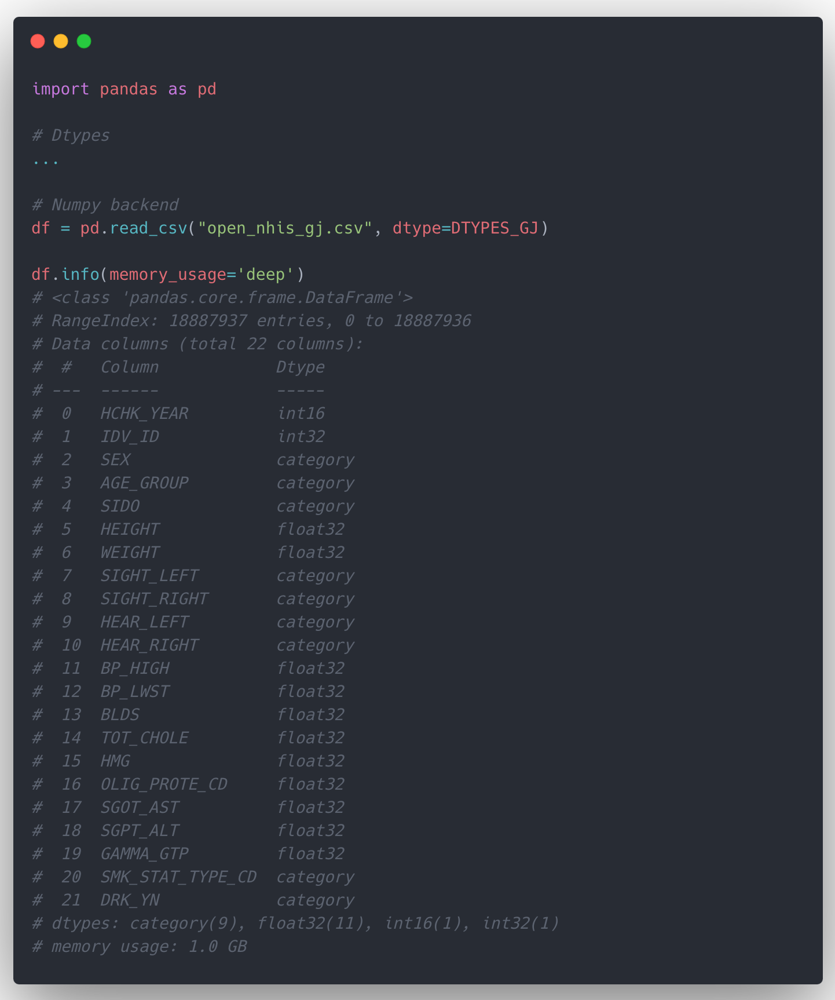 import pandas as pd
# Dtypes
...
# Numpy backend
df = pd.read_csv("open_nhis_gj.csv", dtype=DTYPES_GJ)
df.info(memory_usage='deep')
# <class 'pandas.core.frame.DataFrame'>
# RangeIndex: 18887937 entries, 0 to 18887936
# Data columns (total 22 columns):
#  #   Column            Dtype
# ---  ------            -----
#  0   HCHK_YEAR         int16
#  1   IDV_ID            int32
#  2   SEX               category
#  3   AGE_GROUP         category
#  4   SIDO              category
#  5   HEIGHT            float32
#  6   WEIGHT            float32
#  7   SIGHT_LEFT        category
#  8   SIGHT_RIGHT       category
#  9   HEAR_LEFT         category
#  10  HEAR_RIGHT        category
#  11  BP_HIGH           float32
#  12  BP_LWST           float32
#  13  BLDS              float32
#  14  TOT_CHOLE         float32
#  15  HMG               float32
#  16  OLIG_PROTE_CD     float32
#  17  SGOT_AST          float32
#  18  SGPT_ALT          float32
#  19  GAMMA_GTP         float32
#  20  SMK_STAT_TYPE_CD  category
#  21  DRK_YN            category
# dtypes: category(9), float32(11), int16(1), int32(1)
# memory usage: 1.0 GB